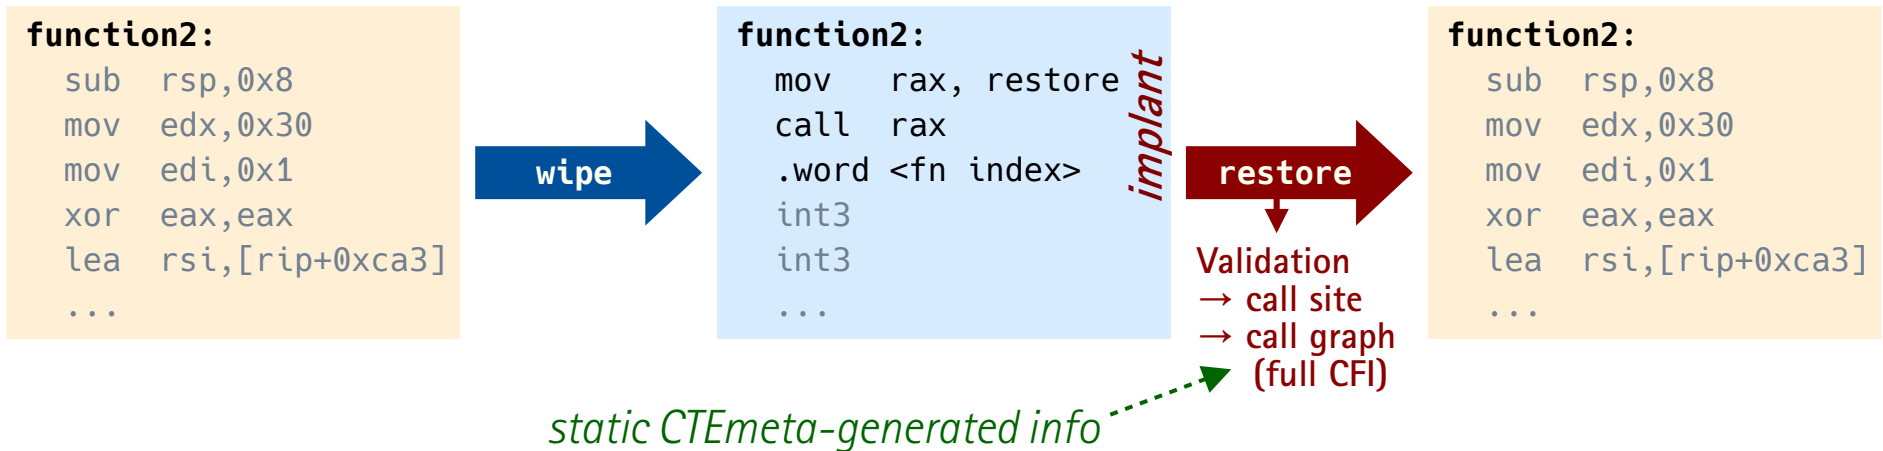 function2:
sub rsp,0x8
mov edx,0x30
mov edi,0x1
xor eax,eax
lea rsi,[rip+0xca3]
...
wipe
function2:
mov rax, restore
call rax
.word <fn index>
int3
int3
...
implant
restore
Validation
→ call site
→ call graph
(full CFI)
static CTEmeta-generated info
function2:
sub rsp,0x8
mov edx,0x30
mov edi,0x1
xor eax,eax
lea rsi,[rip+0xca3]
...